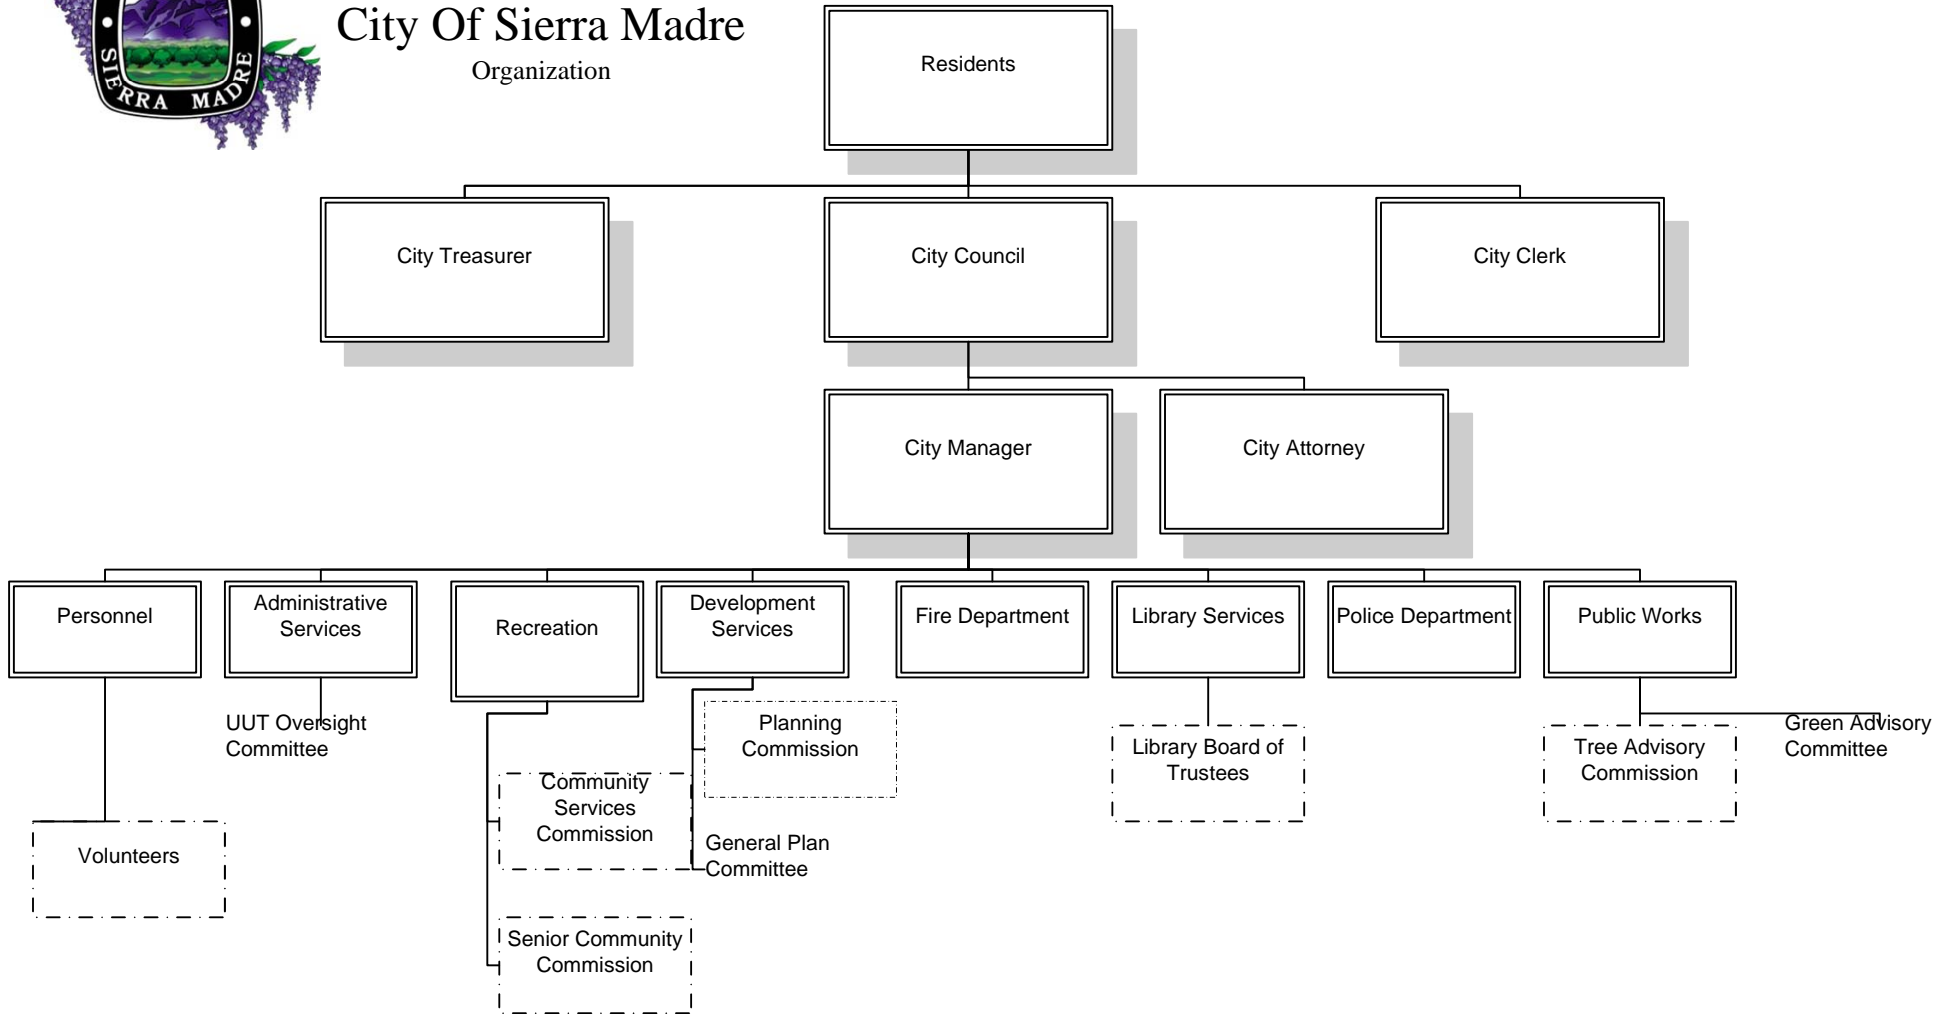 SIERRA MADRE
City Of Sierra Madre
Organization
Residents
City Treasurer
City Council
City Clerk
City Manager
City Attorney
Personnel
Administrative
Services
Recreation
Development
Services
Fire Department
Library Services
Police Department
Public Works
UUT Oversight
Committee
Planning
Commission
Library Board of
Trustees
Tree Advisory
Commission
Green Advisory
Committee
Volunteers
Community
Services
Commission
General Plan
Committee
Senior Community
Commission